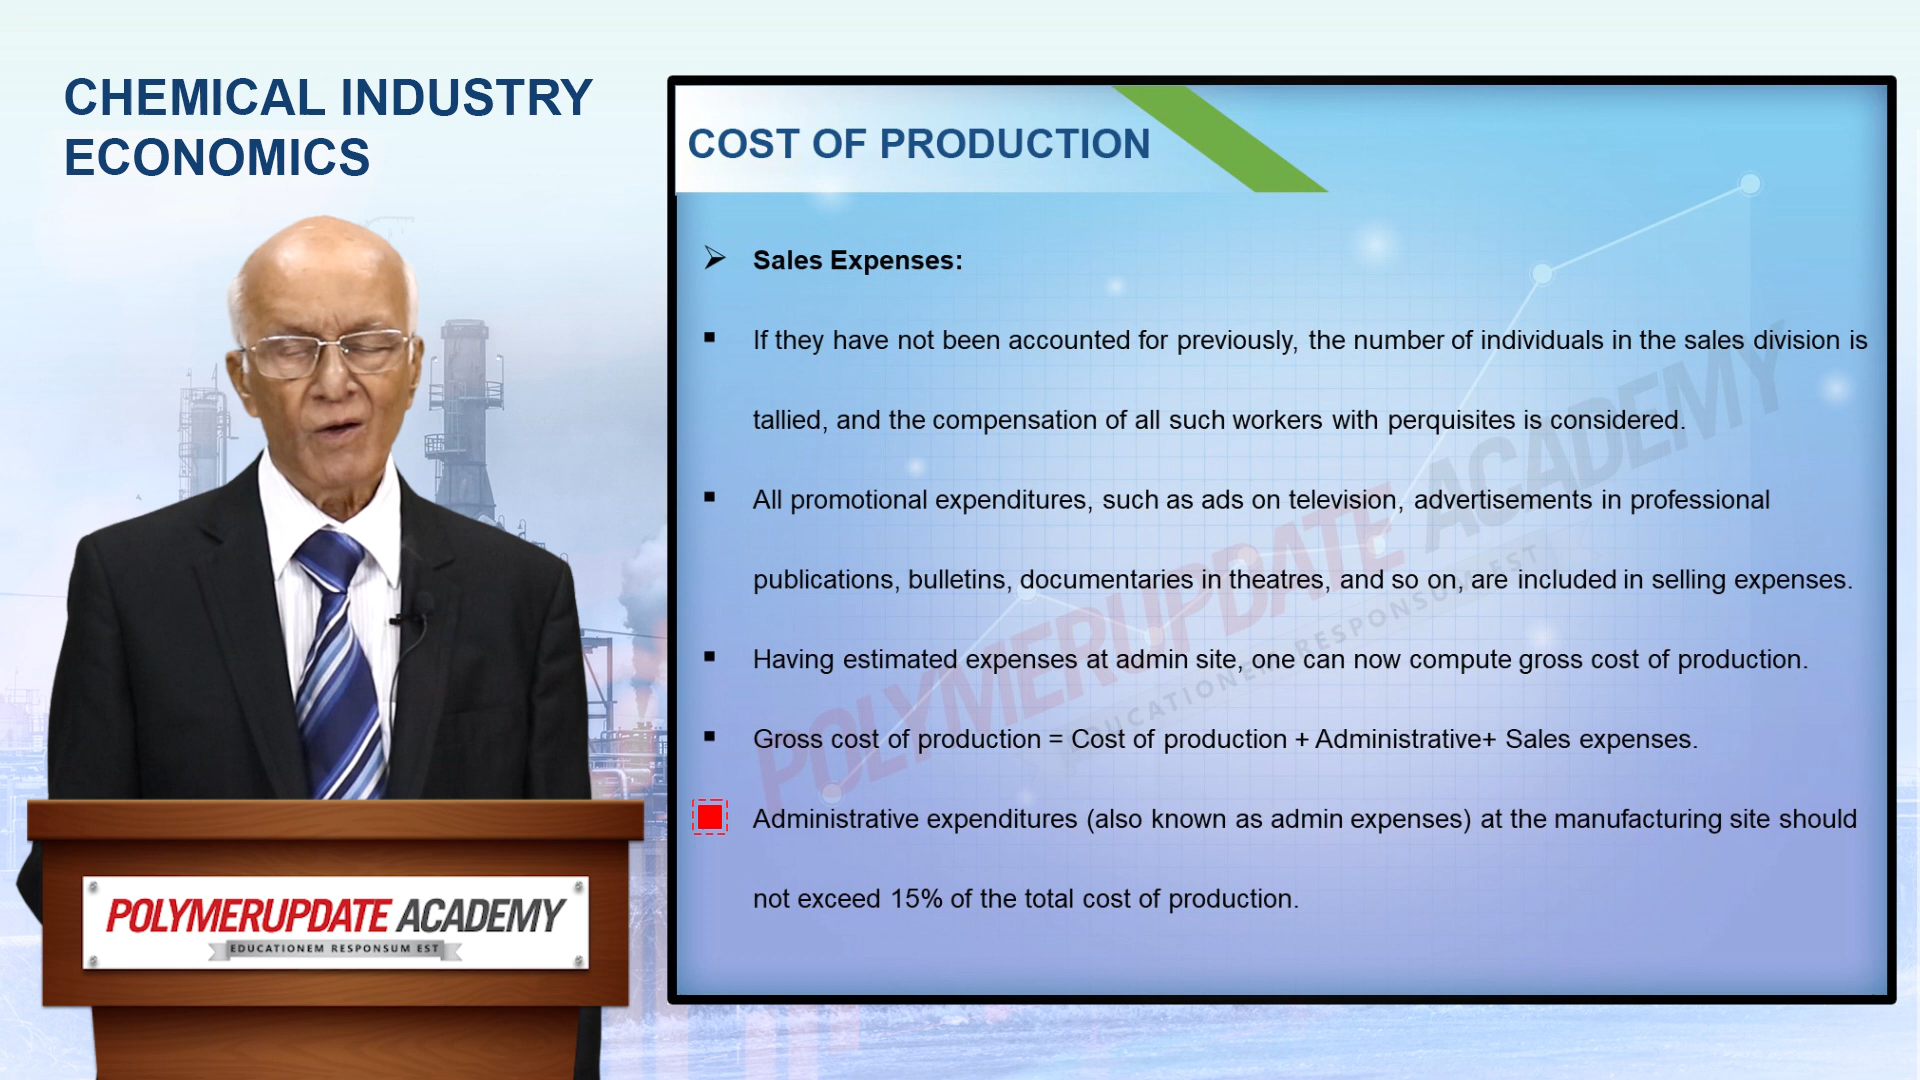 CHEMICAL INDUSTRY
ECONOMICS
COST OF PRODUCTION
Sales Expenses:
If they have not been accounted for previously, the number of individuals in the sales division is
tallied, and the compensation of all such workers with perquisites is considered.
All promotional expenditures, such as ads on television, advertisements in professional
publications, bulletins, documentaries in theatres, and so on, are included in selling expenses.
Having estimated expenses at admin site, one can now compute gross cost of production.
Gross cost of production = Cost of production + Administrative+ Sales expenses.
Administrative expenditures (also known as admin expenses) at the manufacturing site should
not exceed 15% of the total cost of production.
POLYMERUPDATE ACADEMY
EDUCATIONEM RESPONSUM EST
POLYMERUPDATE ACADEMY
EDUCATIONEM RESPONSUM EST